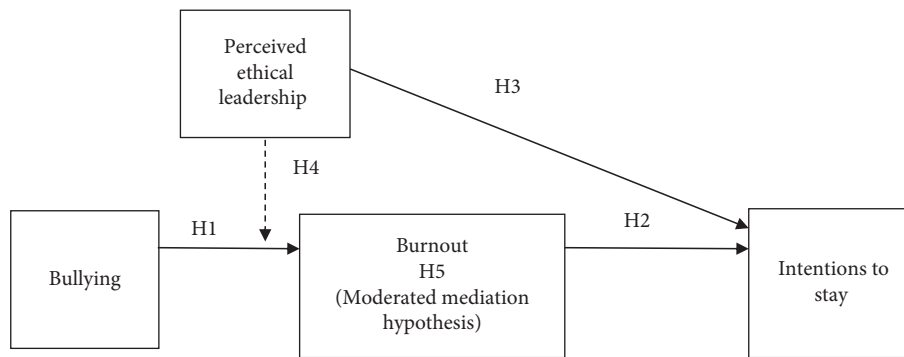 Perceived
ethical
leadership
H3
H4
H1
H2
Bullying
Burnout
H5
(Moderated mediation
hypothesis)
Intentions to
stay